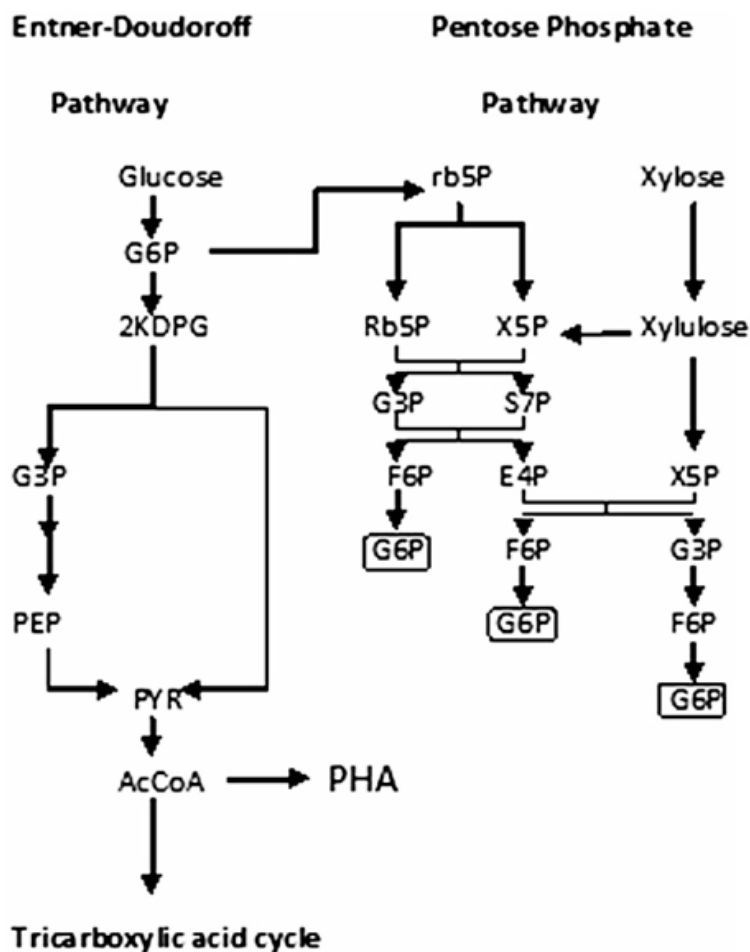 Entner-Doudoroff Pentose Phosphate
Pathway Pathway
Glucose rb5P Xylose
G6P
2KDPG Rb5P X5P Xylulose
G3P S7P
G3P F6P E4P X5P
G6P F6P G3P
PEP G6P F6P
PYR G6P
AcCoA PHA
Tricarboxylic acid cycle